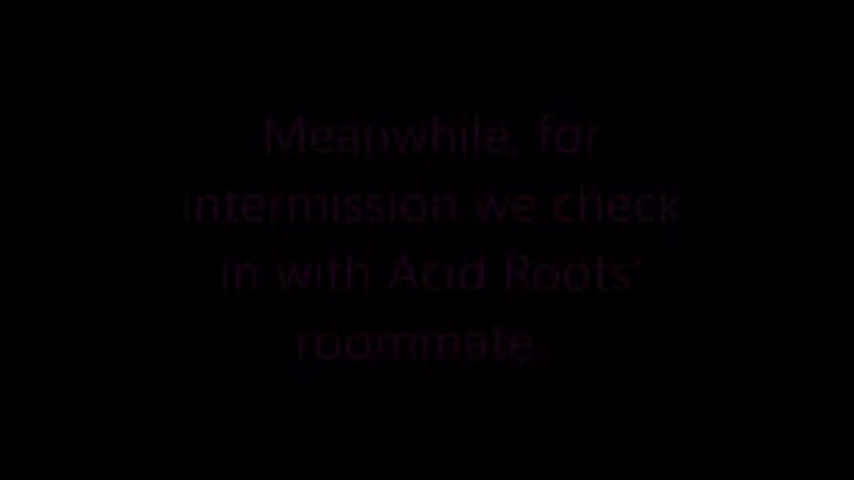 Meanwhile, for
intermission we check
in with Acid Roots'
roommate...